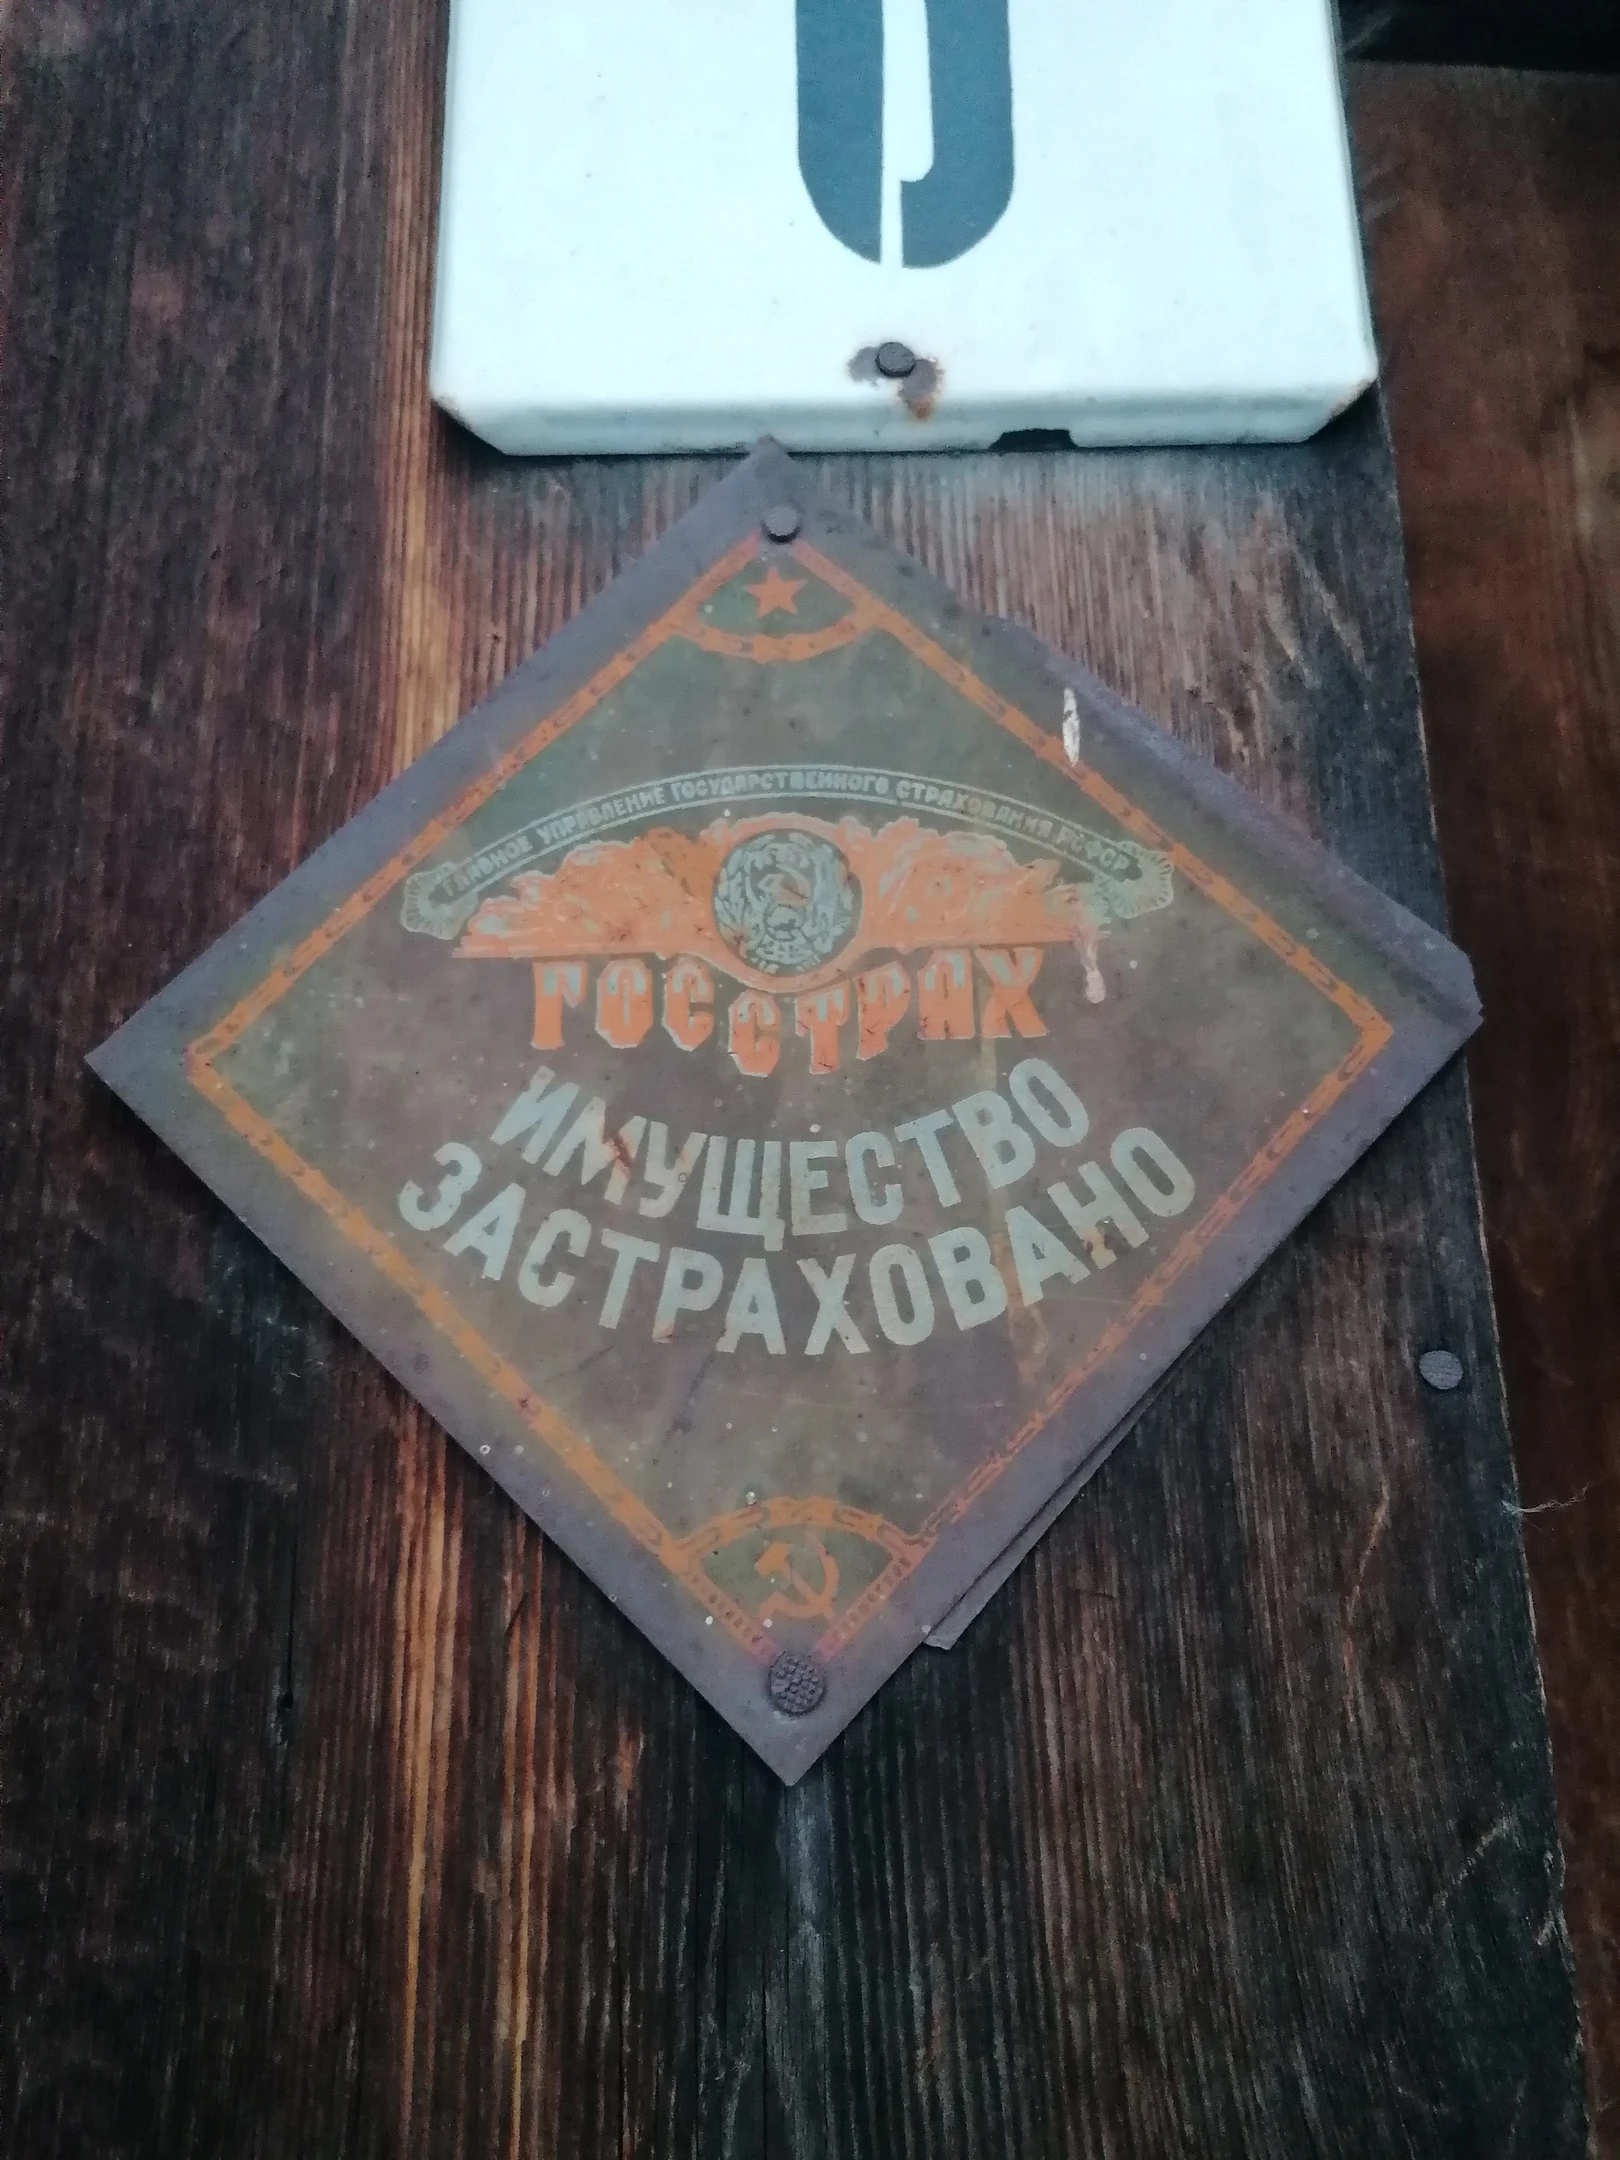 ГЛАВНОЕ УПРАВЛЕНИЕ ГОСУДАРСТВЕННОГО СТРАХОВАНИЯ РСФСР
ГОССТРАХ
ИМУЩЕСТВО
ЗАСТРАХОВАНО